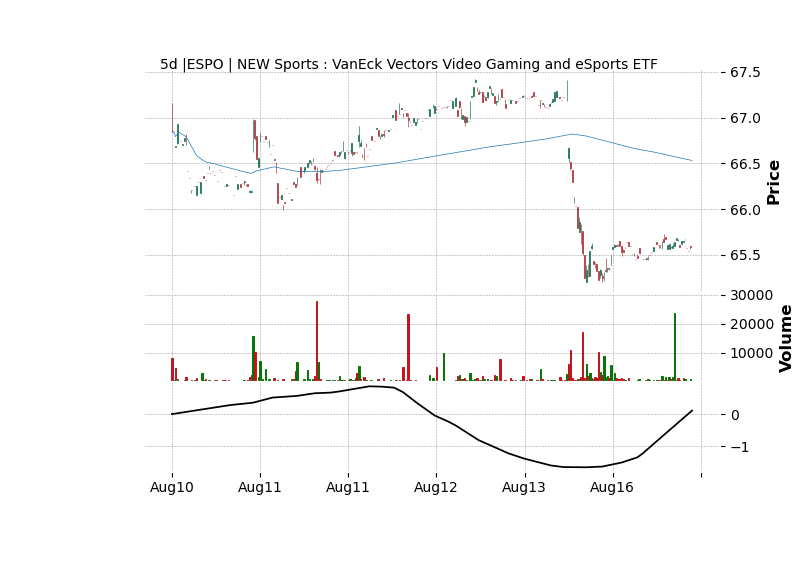 5d |ESPO | NEW Sports : VanEck Vectors Video Gaming and eSports ETF
67.5
67.0
66.5
66.0
65.5
Price
30000
20000
10000
Volume
0
−1
Aug10 Aug11 Aug11 Aug12 Aug13 Aug16